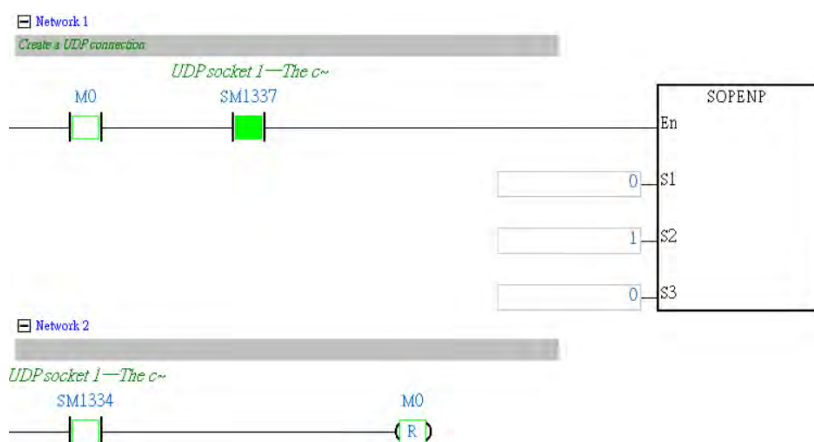 Network 1
Create a UDP connection
UDP socket 1—The c~
M0 SM1337 SOPENP
En
0 S1
1 S2
0 S3
Network 2
UDP socket 1—The c~
SM1334 M0
R